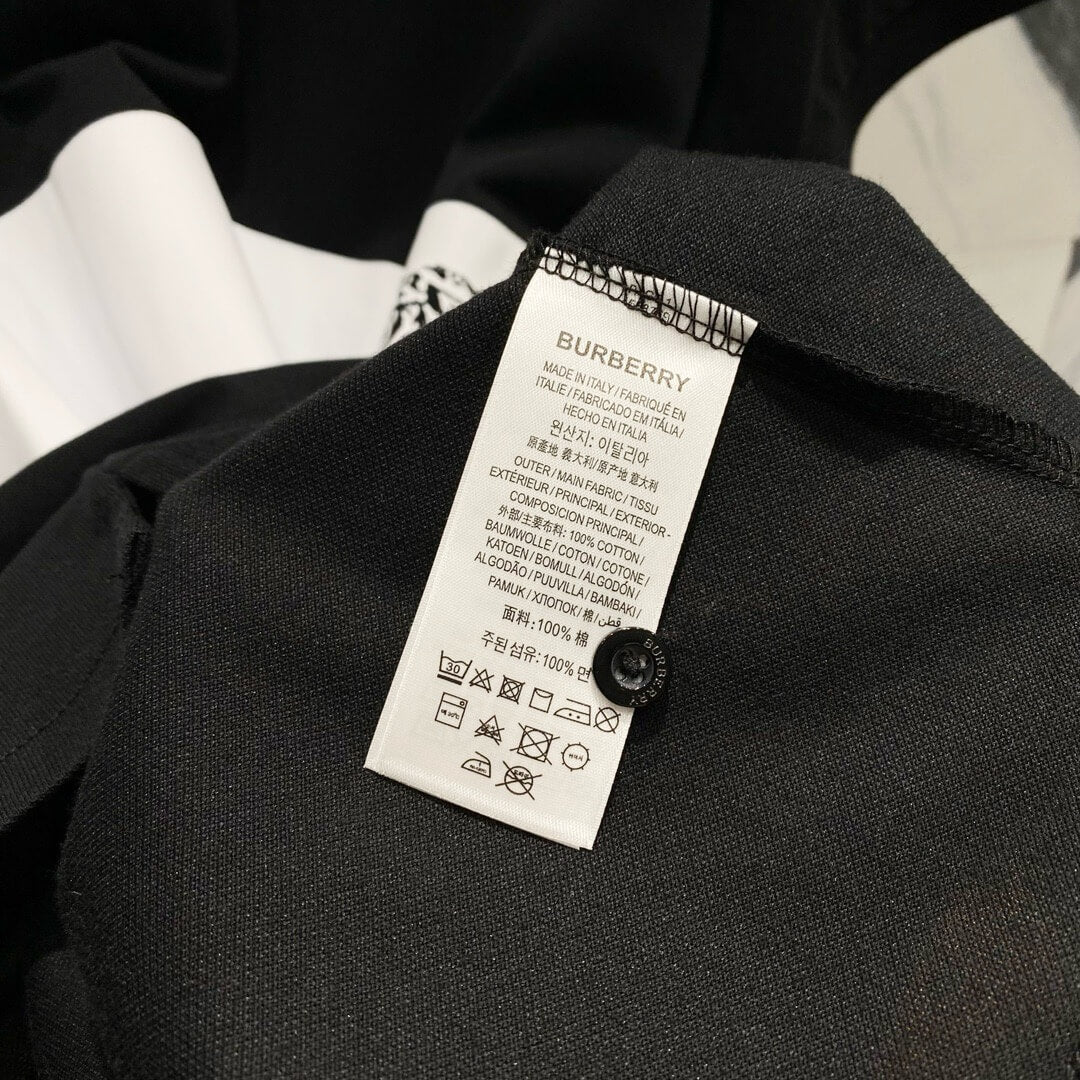 BURBERRY
MADE IN ITALY / FABRIQUÉ EN
ITALIE / FABRICADO EM ITÁLIA /
HECHO EN ITALIA
원산지: 이탈리아
原產地 義大利/原产地 意大利
OUTER / MAIN FABRIC / TISSU
EXTÉRIEUR / PRINCIPAL / EXTERIOR-
COMPOSICION PRINCIPAL /
外部/主要布料: 100% COTTON /
BAUMWOLLE / COTON / COTONE /
KATOEN / BOMULL / ALGODÓN /
ALGODÃO / PUUVILLA / BAMBAKI /
PAMUK / ХЛОПОК / 棉 / قطن
面料: 100% 棉
주된 섬유: 100% 면
BURBERRY
30